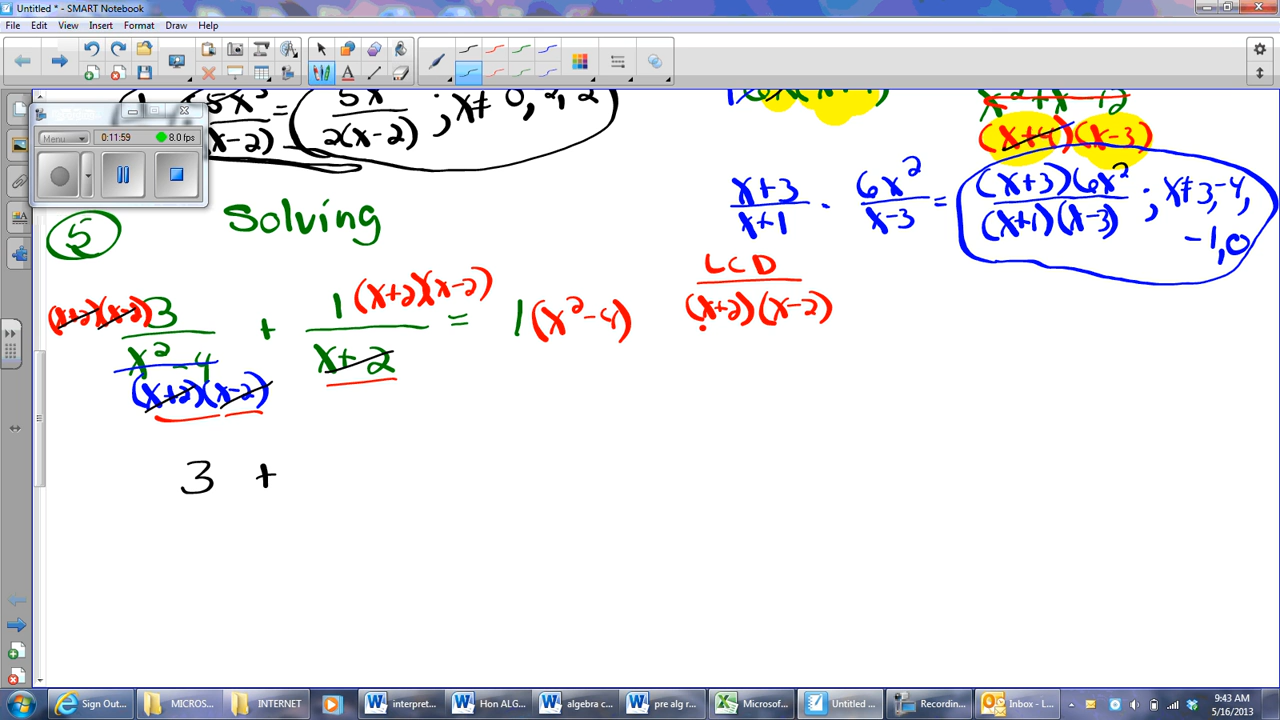 Untitled * - SMART Notebook
File Edit View Insert Format Draw Help
0:11:59 8.0 fps
Menu
5x
2(x-2) ; x≠ 0, -2, 2
x² + x - 12
(x+4)(x-3)
x+3/x+1 · 6x²/x-3 = (x+3)6x²/(x+1)(x-3) ; x≠ 3, -4, -1, 0
5 Solving
LCD
(x+2)(x-2)
(x+2)(x-2) 3/x²-4 + 1(x+2)(x-2)/x+2 = 1(x²-4)
(x+2)(x-2)
3 +
Sign Out... MICROS... INTERNET interpret... Hon ALG... algebra c... pre alg r... Microsof... Untitled ... Recordin... Inbox - L...
9:43 AM
5/16/2013